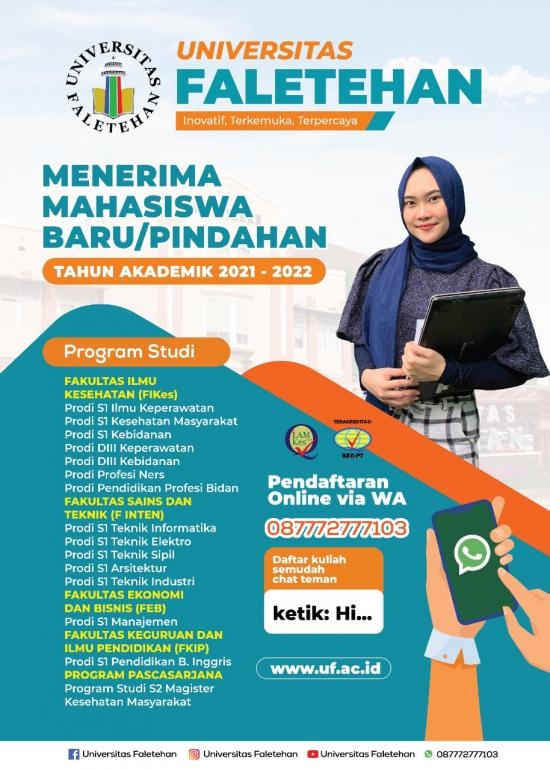 UNIVERSITAS
FALETEHAN
UNIVERSITAS
FALETEHAN
Inovatif, Terkemuka, Terpercaya
MENERIMA
MAHASISWA
BARU/PINDAHAN
TAHUN AKADEMIK 2021 - 2022
Program Studi
FAKULTAS ILMU
KESEHATAN (FIKes)
Prodi S1 Ilmu Keperawatan
Prodi S1 Kesehatan Masyarakat
Prodi S1 Kebidanan
Prodi DIII Keperawatan
Prodi DIII Kebidanan
Prodi Profesi Ners
Prodi Pendidikan Profesi Bidan
FAKULTAS SAINS DAN
TEKNIK (F INTEN)
Prodi S1 Teknik Informatika
Prodi S1 Teknik Elektro
Prodi S1 Teknik Sipil
Prodi S1 Arsitektur
Prodi S1 Teknik Industri
FAKULTAS EKONOMI
DAN BISNIS (FEB)
Prodi S1 Manajemen
FAKULTAS KEGURUAN DAN
ILMU PENDIDIKAN (FKIP)
Prodi S1 Pendidikan B. Inggris
PROGRAM PASCASARJANA
Program Studi S2 Magister
Kesehatan Masyarakat
LAM
Kes
TERAKREDITASI
BAN-PT
Pendaftaran
Online via WA
087772777103
Daftar kuliah
semudah
chat teman
ketik: Hi...
www.uf.ac.id
Universitas Faletehan
Universitas Faletehan
Universitas Faletehan
087772777103